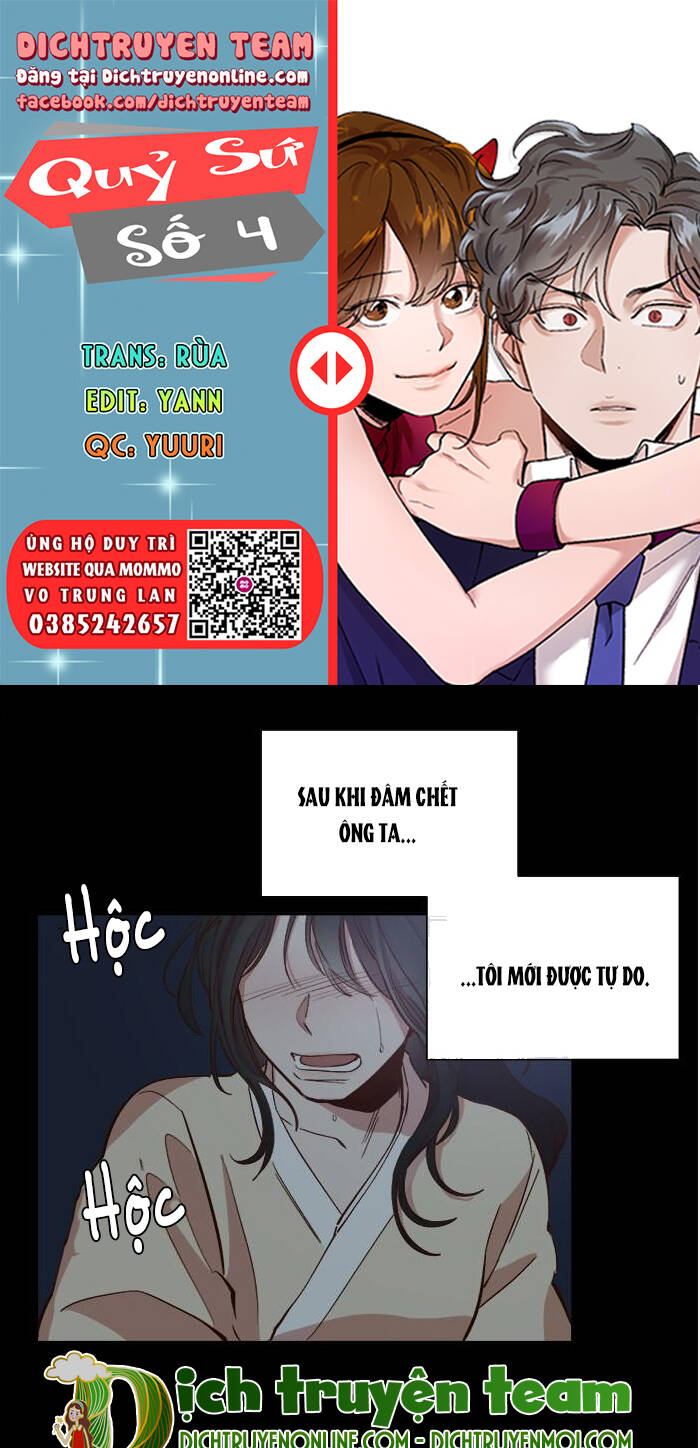 DICHTRUYEN TEAM
Đăng tại Dichtruyenonline.com
facebook.com/dichtruyenteam
Quỷ Sứ
Số 4
TRANS: RÙA
EDIT: YANN
QC: YUURI
ỦNG HỘ DUY TRÌ
WEBSITE QUA MOMMO
VO TRUNG LAN
0385242657
SAU KHI ĐÂM CHẾT
ÔNG TA...
Hộc
...TÔI MỚI ĐƯỢC TỰ DO.
Hộc
Dịch truyện team
DICHTRUYENONLINE.COM - DICHTRUYENMOI.COM